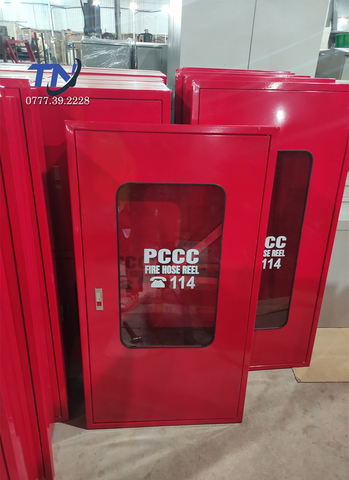 TN
0777.39.2228
PCCC
FIRE HOSE REEL
☎ 114
CC
SE REEL
114